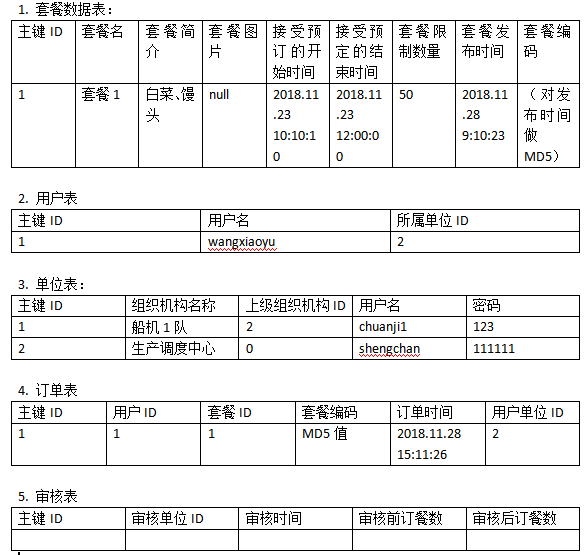 1. 套餐数据表：
主键 ID 套餐名 套餐简介 套餐图片 接受预订的开始时间 接受预定的结束时间 套餐限制数量 套餐发布时间 套餐编码
1 套餐 1 白菜、馒头 null 2018.11.23 10:10:10 2018.11.23 12:00:00 50 2018.11.28 9:10:23 （对发布时间做MD5）
2. 用户表
主键 ID 用户名 所属单位 ID
1 wangxiaoyu 2
3. 单位表：
主键 ID 组织机构名称 上级组织机构 ID 用户名 密码
1 船机 1 队 2 chuanji1 123
2 生产调度中心 0 shengchan 111111
4. 订单表
主键 ID 用户 ID 套餐 ID 套餐编码 订单时间 用户单位 ID
1 1 1 MD5 值 2018.11.28 15:11:26 2
5. 审核表
主键 ID 审核单位 ID 审核时间 审核前订餐数 审核后订餐数